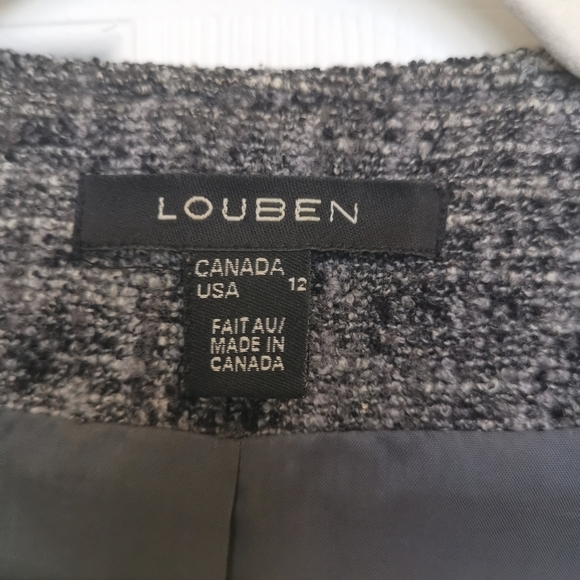 LOUBEN
CANADA
USA 12
FAIT AU/
MADE IN
CANADA